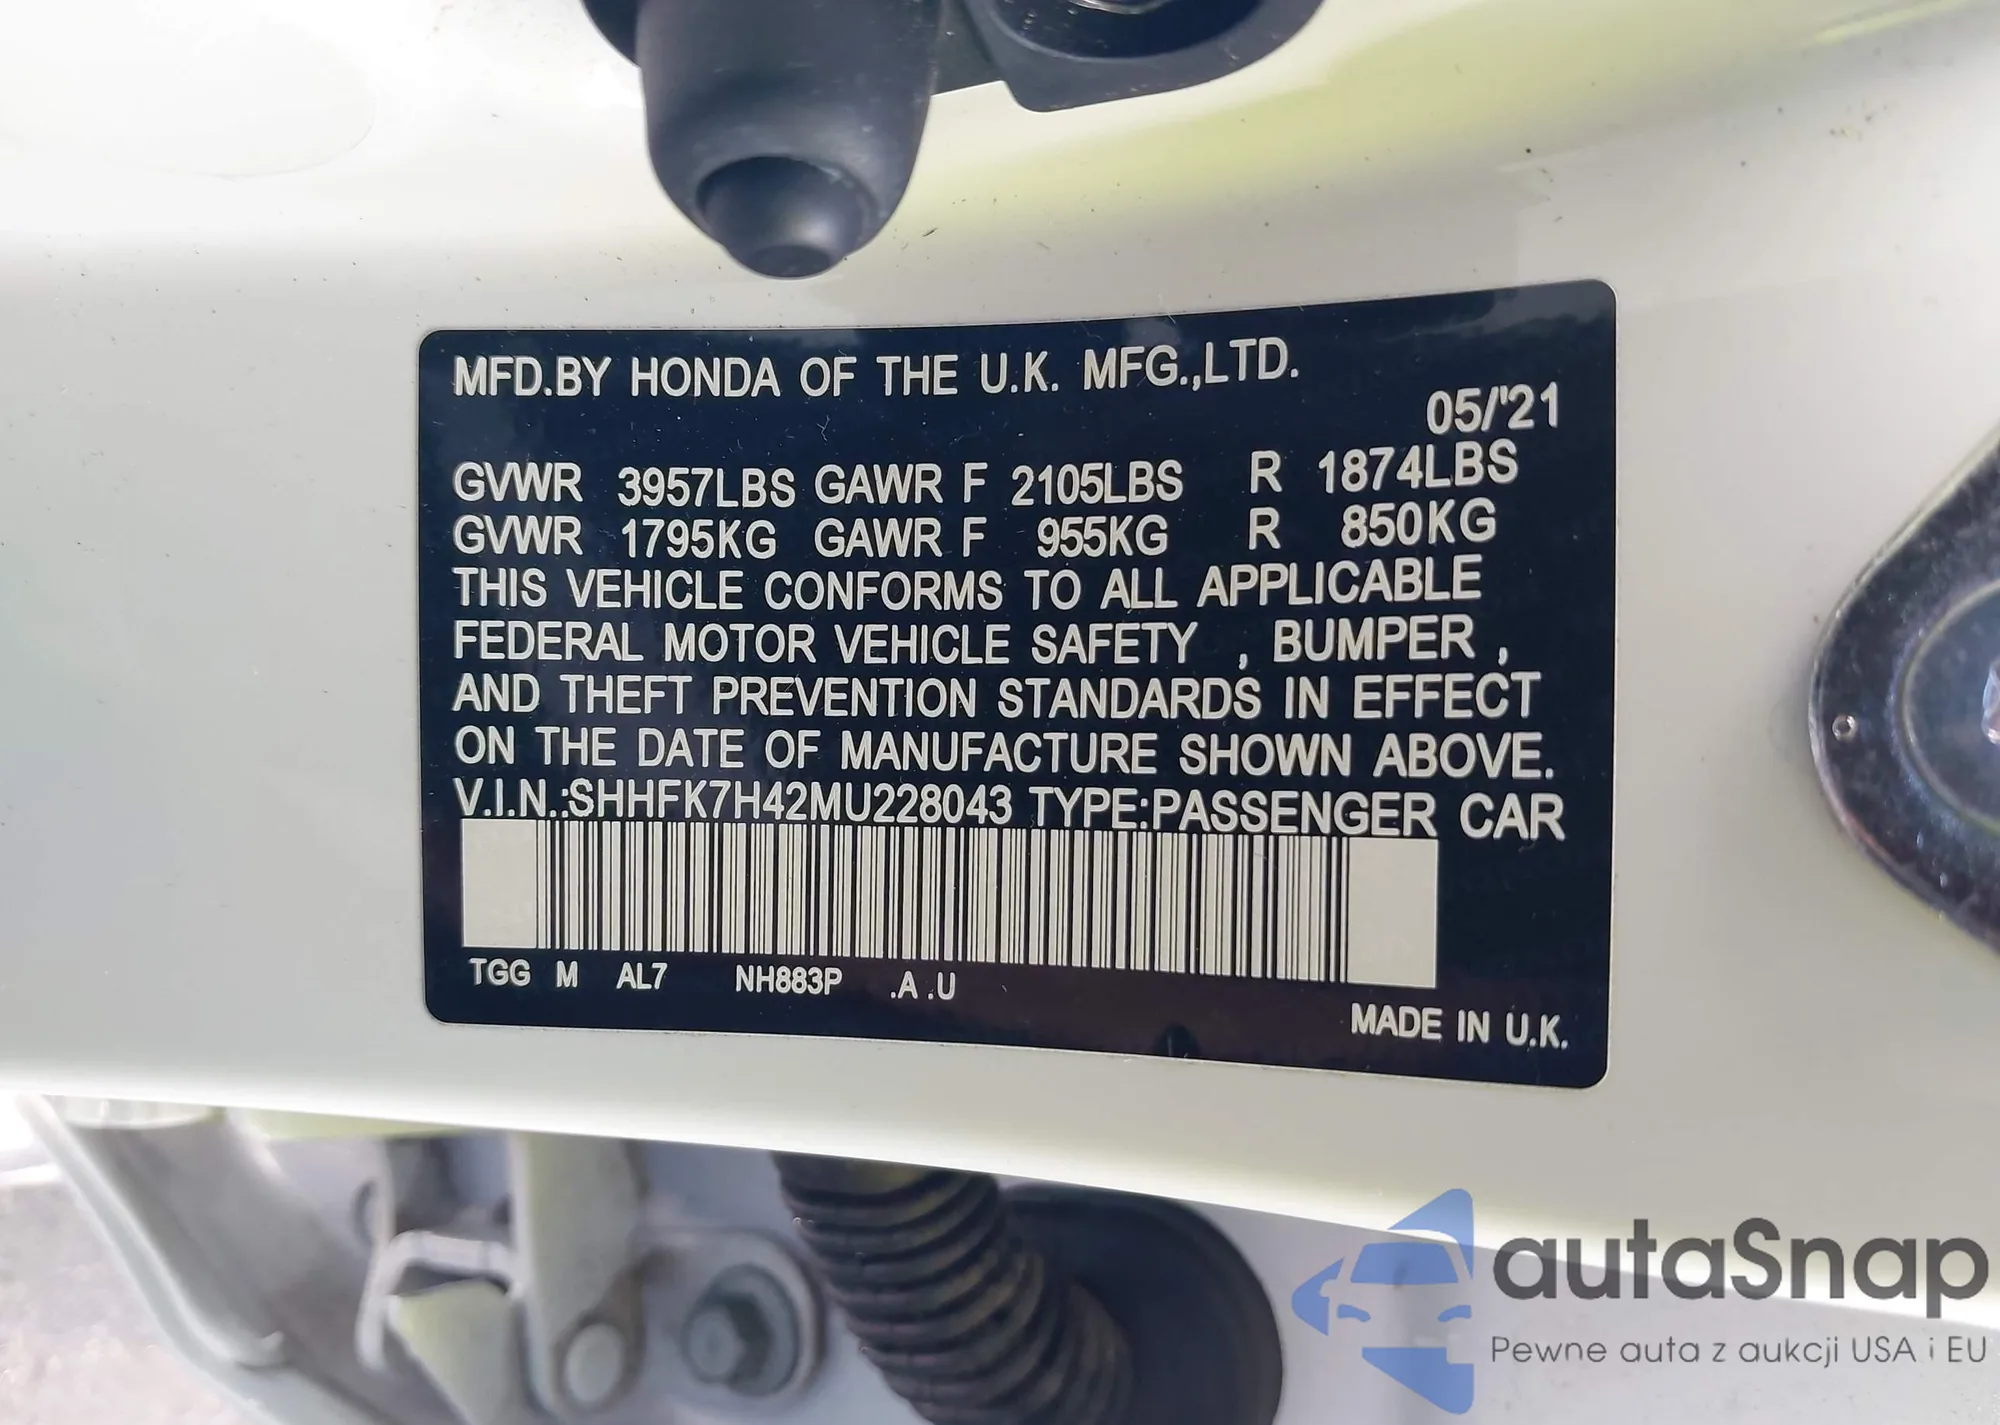 MFD.BY HONDA OF THE U.K. MFG.,LTD.
05/'21
GVWR 3957LBS GAWR F 2105LBS R 1874LBS
GVWR 1795KG GAWR F 955KG R 850KG
THIS VEHICLE CONFORMS TO ALL APPLICABLE
FEDERAL MOTOR VEHICLE SAFETY , BUMPER ,
AND THEFT PREVENTION STANDARDS IN EFFECT
ON THE DATE OF MANUFACTURE SHOWN ABOVE.
V.I.N.:SHHFK7H42MU228043 TYPE:PASSENGER CAR
TGG M AL7 NH883P .A .U
MADE IN U.K.
autaSnap
Pewne auta z aukcji USA i EU